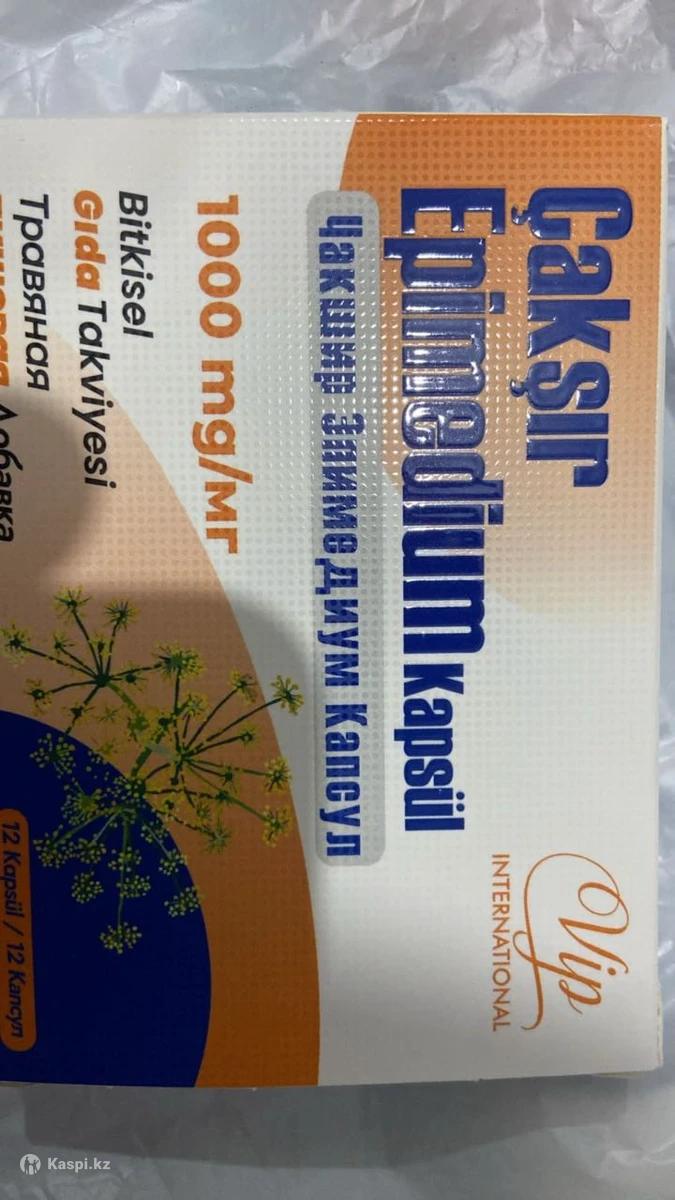 Çakşır
Epimedium Kapsül
Чакшир Эпимедиум Капсул
1000 mg/мг
Bitkisel
Gıda Takviyesi
Травяная
Добавка
12 Kapsül / 12 Капсул
Vip
INTERNATIONAL
Kaspi.kz